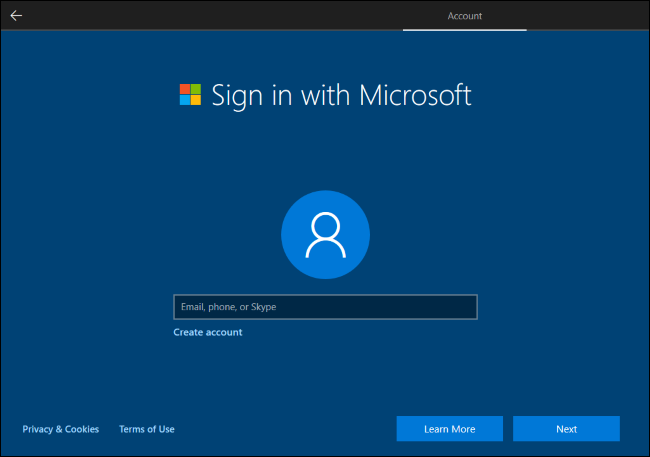 Account
Sign in with Microsoft
Email, phone, or Skype
Create account
Privacy & Cookies Terms of Use Learn More Next